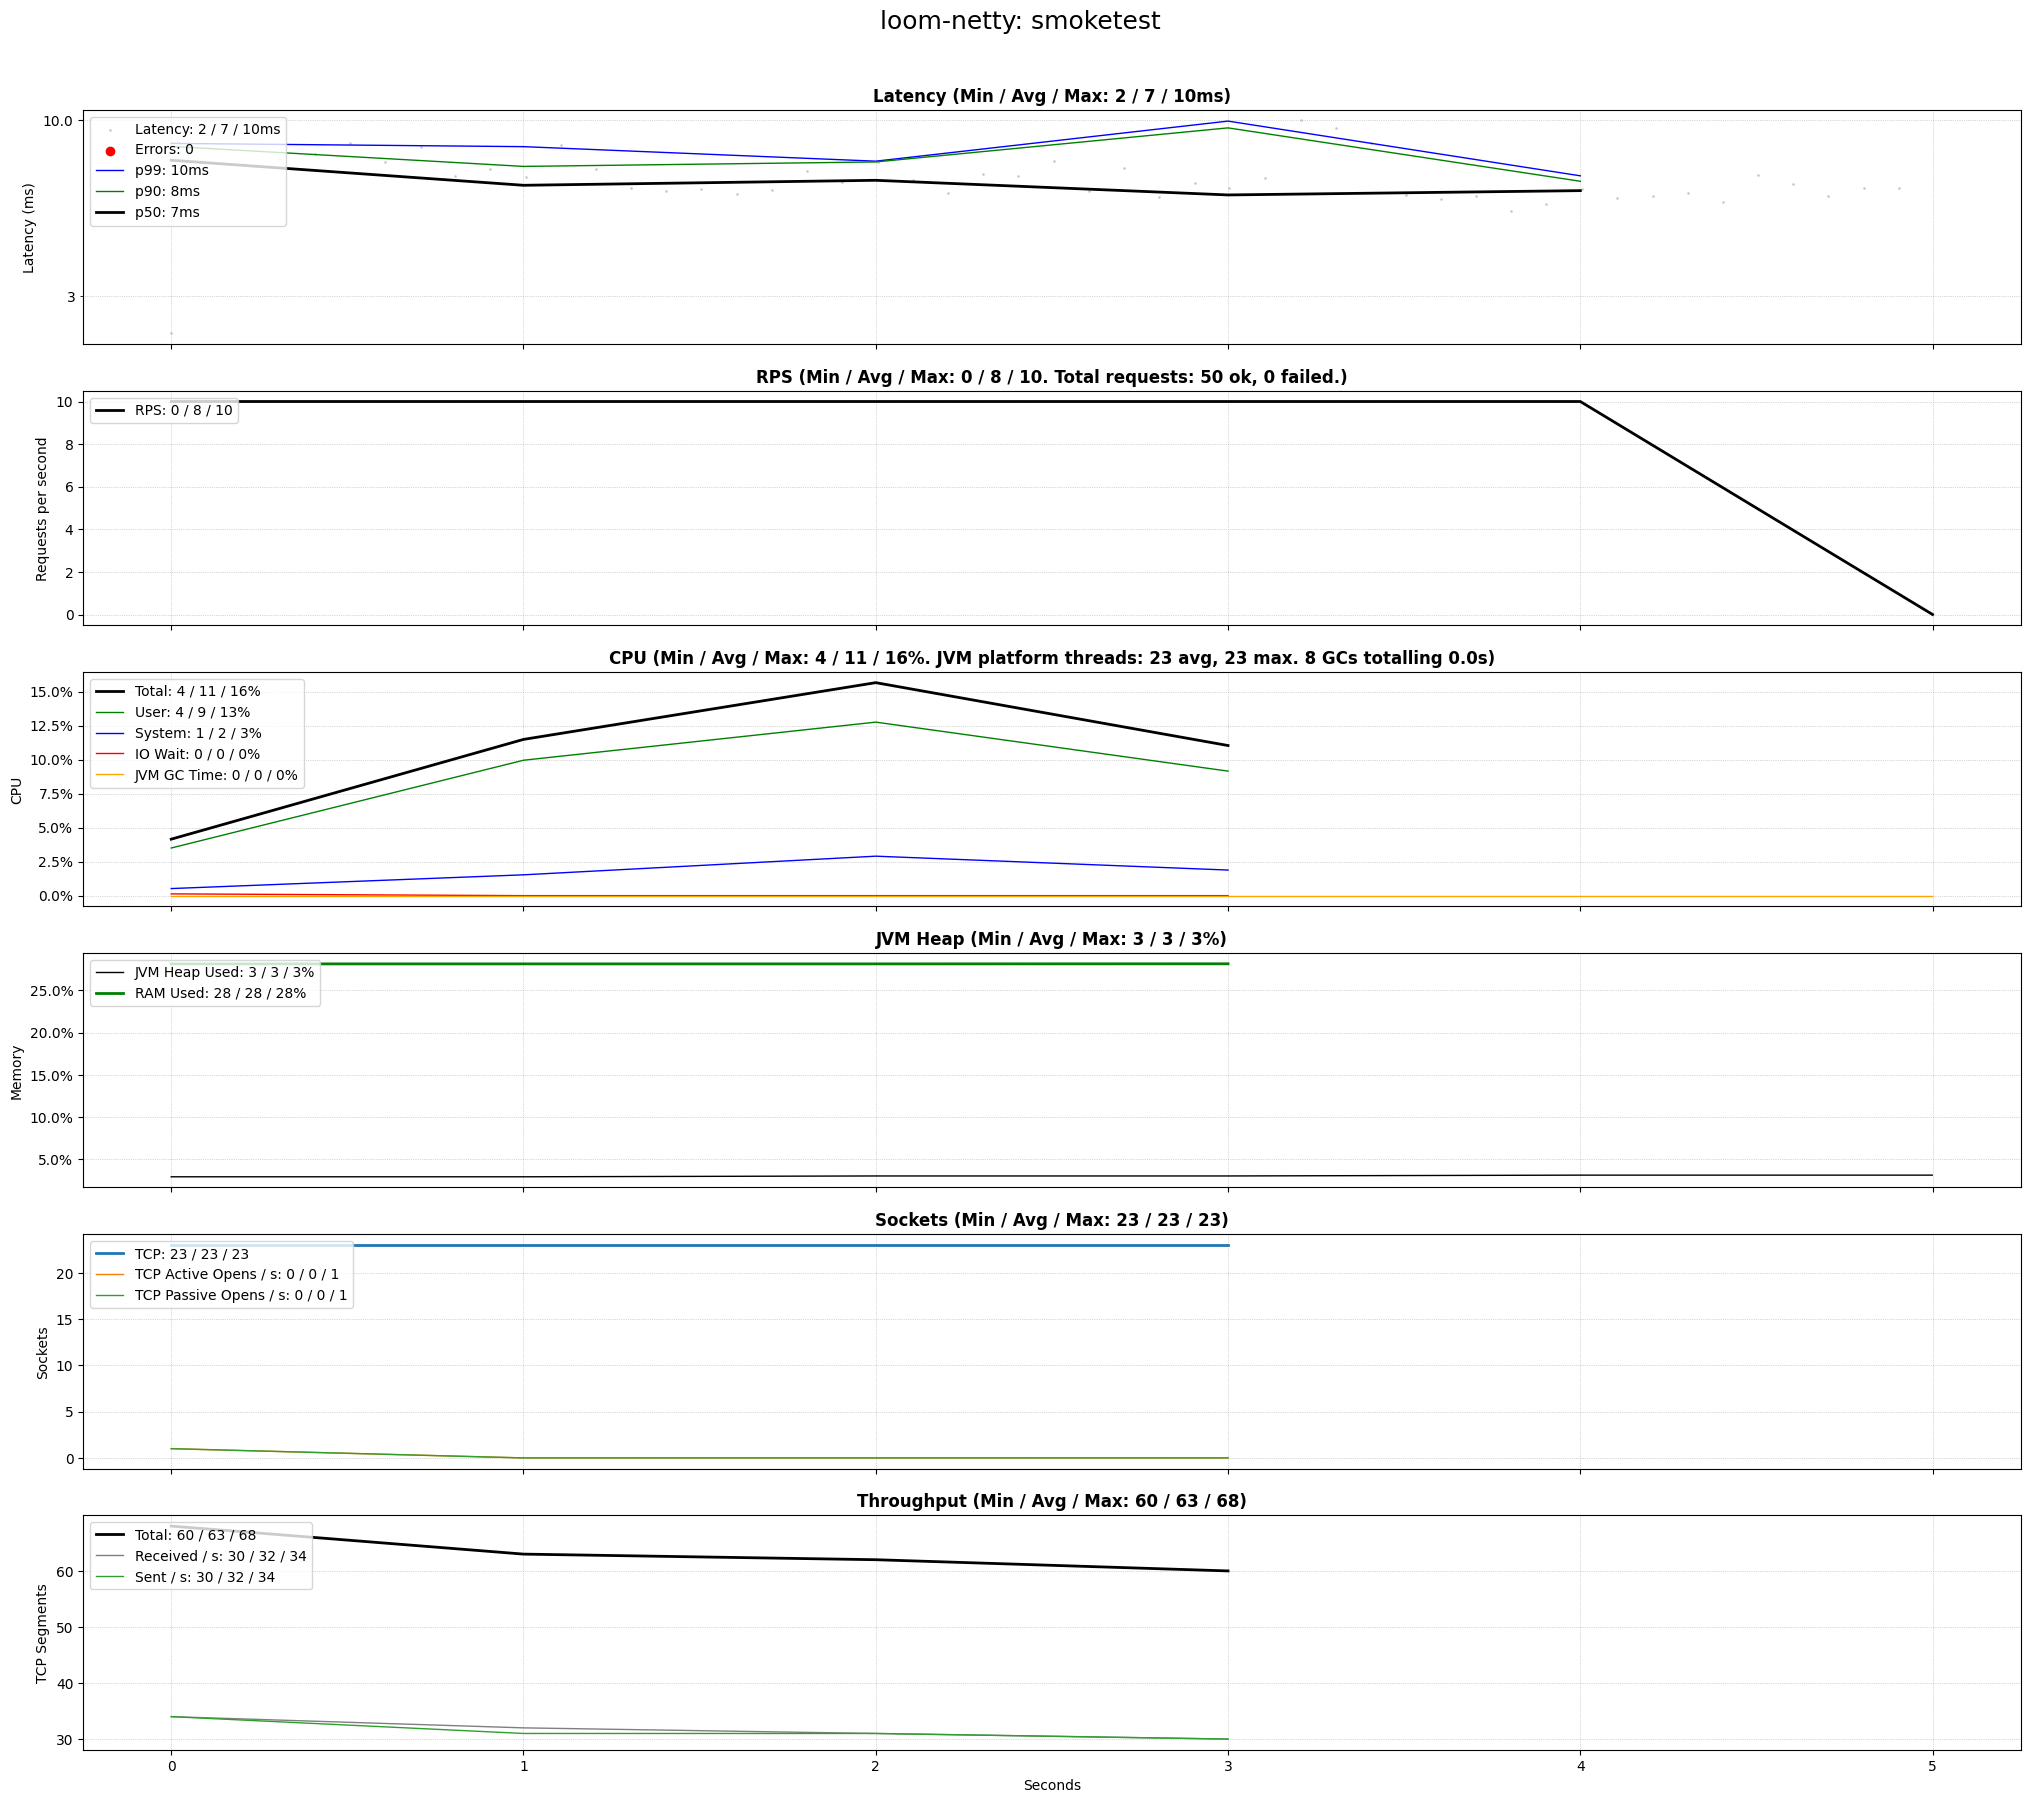 loom-netty: smoketest
Latency (Min / Avg / Max: 2 / 7 / 10ms)
Latency (ms)
10.0
3
Latency: 2 / 7 / 10ms
Errors: 0
p99: 10ms
p90: 8ms
p50: 7ms
RPS (Min / Avg / Max: 0 / 8 / 10. Total requests: 50 ok, 0 failed.)
Requests per second
10
8
6
4
2
0
RPS: 0 / 8 / 10
CPU (Min / Avg / Max: 4 / 11 / 16%. JVM platform threads: 23 avg, 23 max. 8 GCs totalling 0.0s)
CPU
15.0%
12.5%
10.0%
7.5%
5.0%
2.5%
0.0%
Total: 4 / 11 / 16%
User: 4 / 9 / 13%
System: 1 / 2 / 3%
IO Wait: 0 / 0 / 0%
JVM GC Time: 0 / 0 / 0%
JVM Heap (Min / Avg / Max: 3 / 3 / 3%)
Memory
25.0%
20.0%
15.0%
10.0%
5.0%
JVM Heap Used: 3 / 3 / 3%
RAM Used: 28 / 28 / 28%
Sockets (Min / Avg / Max: 23 / 23 / 23)
Sockets
20
15
10
5
0
TCP: 23 / 23 / 23
TCP Active Opens / s: 0 / 0 / 1
TCP Passive Opens / s: 0 / 0 / 1
Throughput (Min / Avg / Max: 60 / 63 / 68)
TCP Segments
60
50
40
30
Total: 60 / 63 / 68
Received / s: 30 / 32 / 34
Sent / s: 30 / 32 / 34
0 1 2 3 4 5
Seconds